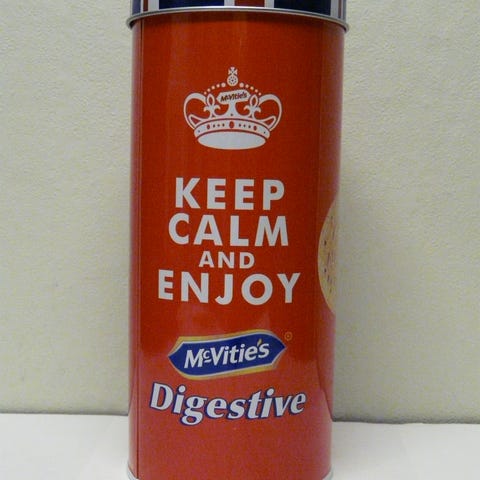 McVitie's
KEEP
CALM
AND
ENJOY
McVitie's ®
Digestive